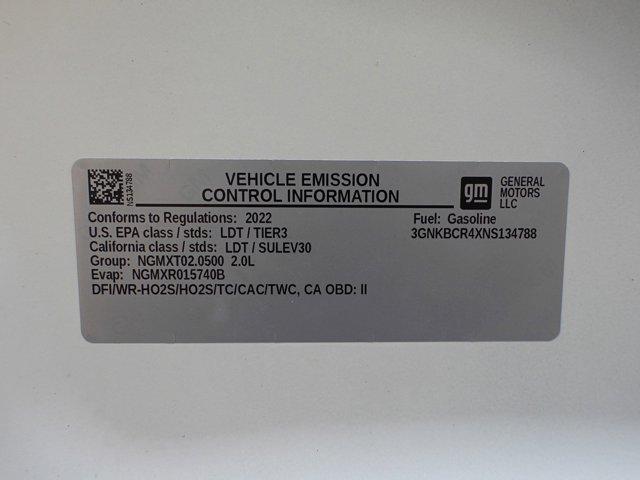 NS134788
VEHICLE EMISSION
CONTROL INFORMATION
gm
GENERAL
MOTORS
LLC
Conforms to Regulations: 2022
Fuel: Gasoline
U.S. EPA class / stds: LDT / TIER3
3GNKBCR4XNS134788
California class / stds: LDT / SULEV30
Group: NGMXT02.0500 2.0L
Evap: NGMXR015740B
DFI/WR-HO2S/HO2S/TC/CAC/TWC, CA OBD: II